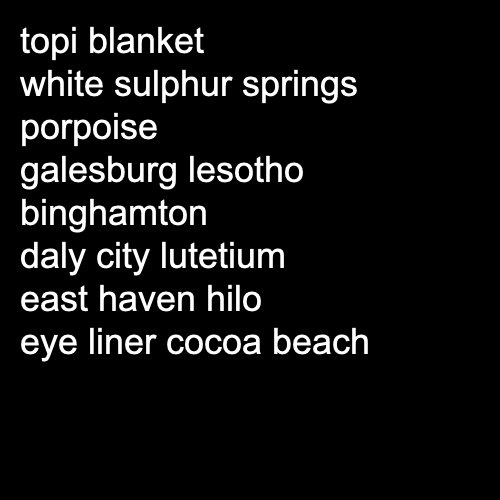 topi blanket
white sulphur springs
porpoise
galesburg lesotho
binghamton
daly city lutetium
east haven hilo
eye liner cocoa beach